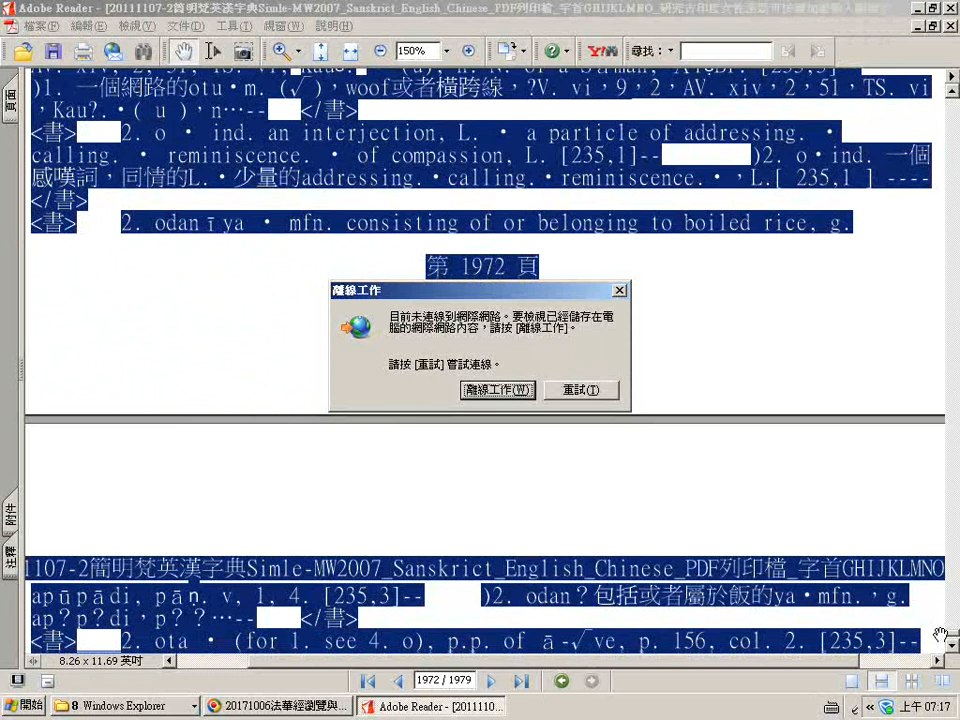 Adobe Reader - [20111107-2簡明梵英漢字典Simle-MW2007_Sanskrict_English_Chinese_PDF列印檔_字首GHIJKLMNO_
檔案(F) 編輯(E) 檢視(V) 文件(D) 工具(T) 視窗(W) 說明(H)
150% 尋找：
頁面
)1. 一個網路的otu‧m. (√ )，woof或者橫跨線，?V. vi，9，2，AV. xiv，2，51，TS. vi
，Kau?.‧( u )，n…-- </書>
<書> 2. o ‧ ind. an interjection, L. ‧ a particle of addressing. ‧
calling. ‧ reminiscence. ‧ of compassion, L. [235,1]-- )2. o‧ind. 一個
感嘆詞，同情的L.‧少量的addressing.‧calling.‧reminiscence.‧，L.[ 235,1 ] ----
</書>
<書> 2. odanīya ‧ mfn. consisting of or belonging to boiled rice, g.
第 1972 頁
離線工作
目前未連線到網際網路。要檢視已經儲存在電
腦的網際網路內容，請按 [離線工作]。
請按 [重試] 嘗試連線。
離線工作(W) 重試(T)
附件
注釋
1107-2簡明梵英漢字典Simle-MW2007_Sanskrict_English_Chinese_PDF列印檔_字首GHIJKLMNO
apūpādi, pāṇ. v, 1, 4. [235,3]-- )2. odan？包括或者屬於飯的ya‧mfn.，g.
ap？p？di，p？？…-- </書>
<書> 2. ota ‧ (for 1. see 4. o), p.p. of ā-√ve, p. 156, col. 2. [235,3]--
8.26 x 11.69 英吋
1972 / 1979
開始 8 Windows Explorer 20171006法華經瀏覽與... Adobe Reader - [2011110... 上午 07:17